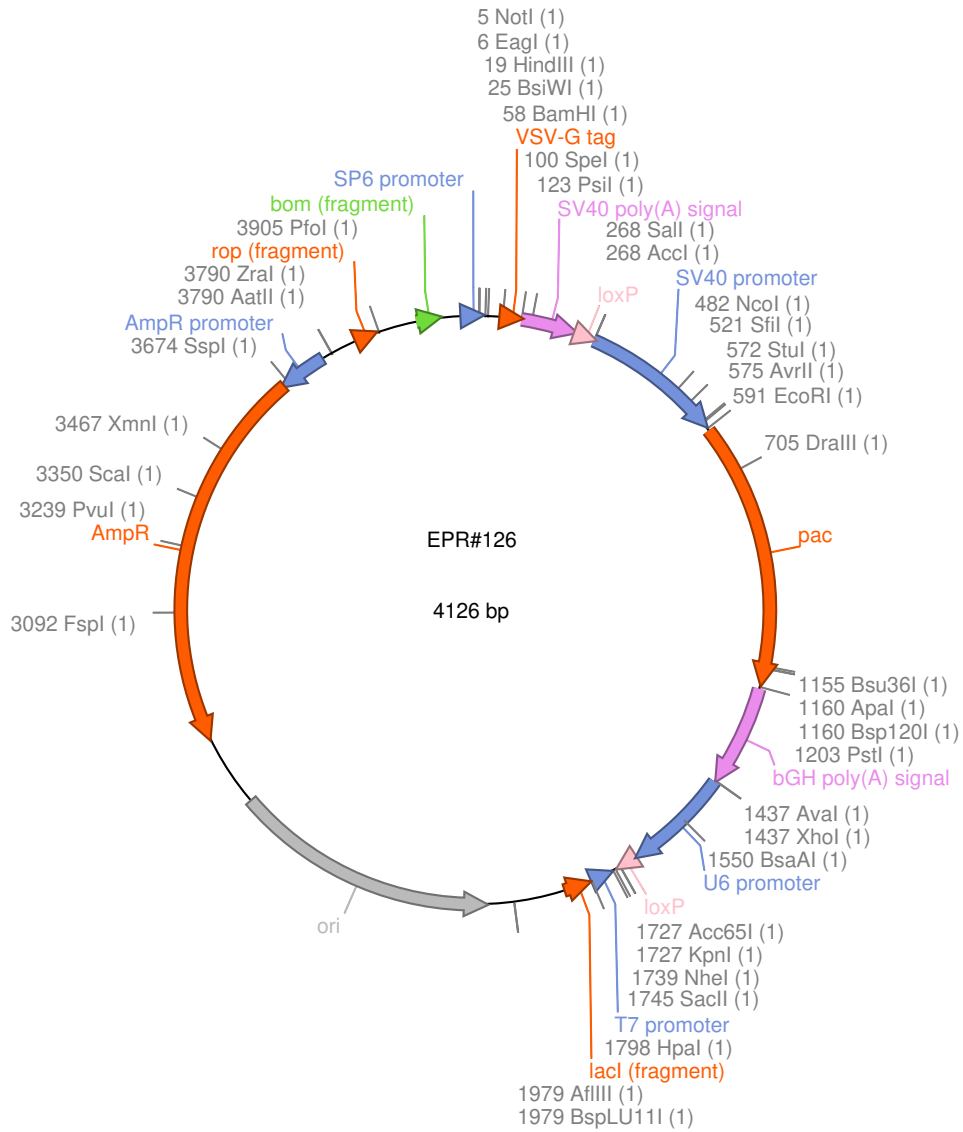 5 NotI (1)
6 EagI (1)
19 HindIII (1)
25 BsiWI (1)
58 BamHI (1)
VSV-G tag
100 SpeI (1)
123 PsiI (1)
SV40 poly(A) signal
268 SalI (1)
268 AccI (1)
SV40 promoter
loxP
482 NcoI (1)
521 SfiI (1)
572 StuI (1)
575 AvrII (1)
591 EcoRI (1)
705 DraIII (1)
pac
1155 Bsu36I (1)
1160 ApaI (1)
1160 Bsp120I (1)
1203 PstI (1)
bGH poly(A) signal
1437 AvaI (1)
1437 XhoI (1)
1550 BsaAI (1)
U6 promoter
loxP
1727 Acc65I (1)
1727 KpnI (1)
1739 NheI (1)
1745 SacII (1)
T7 promoter
1798 HpaI (1)
lacI (fragment)
1979 AflIII (1)
1979 BspLU11I (1)
ori
3092 FspI (1)
AmpR
3239 PvuI (1)
3350 ScaI (1)
3467 XmnI (1)
3674 SspI (1)
AmpR promoter
3790 AatII (1)
3790 ZraI (1)
rop (fragment)
3905 PfoI (1)
bom (fragment)
SP6 promoter
EPR#126
4126 bp